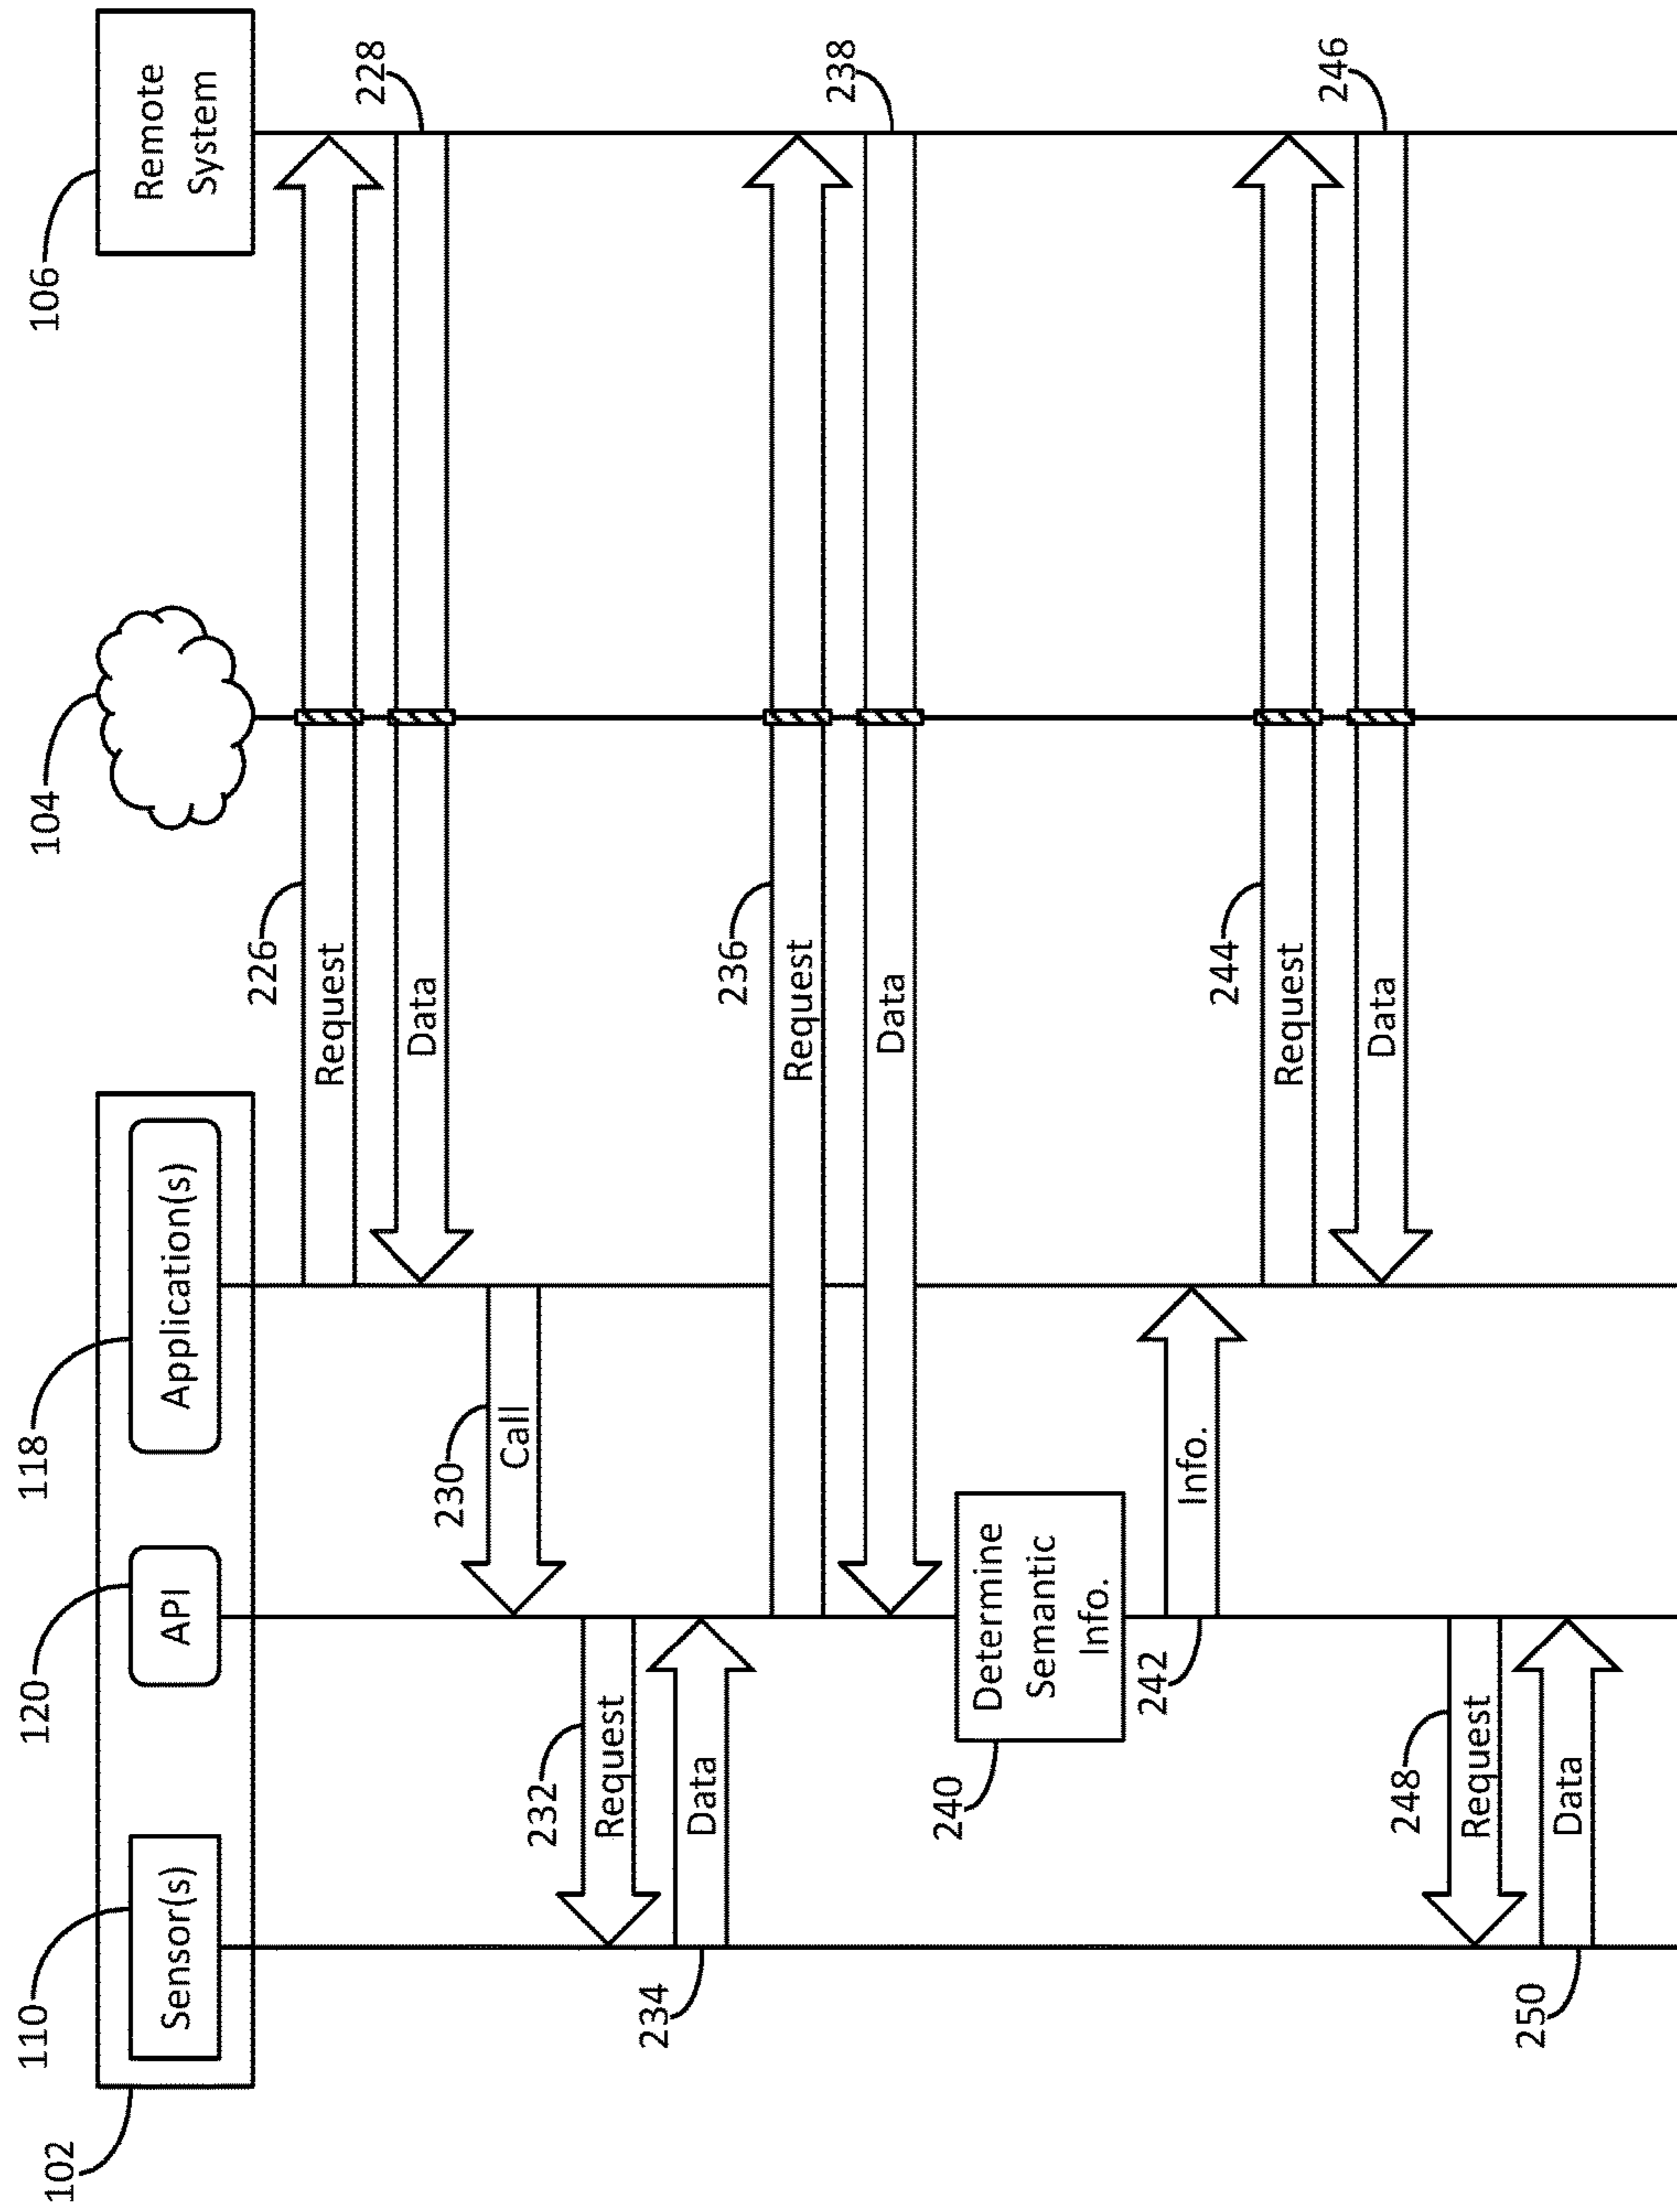 102
110
120
118
104
106
Sensor(s)
API
Application(s)
Remote
System
226
Request
228
Data
230
Call
232
Request
234
Data
236
Request
238
Data
240
Determine
Semantic
Info.
242
Info.
244
Request
246
Data
248
Request
250
Data